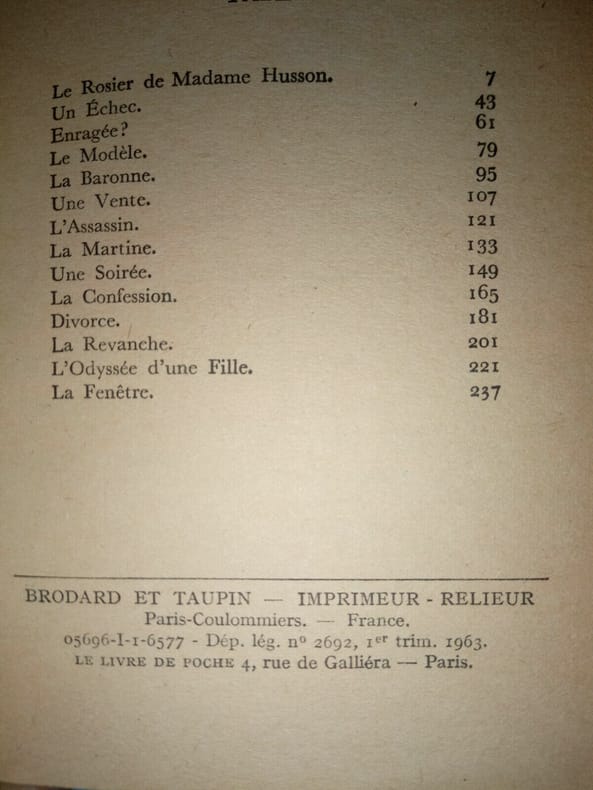 Le Rosier de Madame Husson. 7
Un Échec. 43
Enragée? 61
Le Modèle. 79
La Baronne. 95
Une Vente. 107
L'Assassin. 121
La Martine. 133
Une Soirée. 149
La Confession. 165
Divorce. 181
La Revanche. 201
L'Odyssée d'une Fille. 221
La Fenêtre. 237
BRODARD ET TAUPIN — IMPRIMEUR - RELIEUR
Paris-Coulommiers. — France.
05696-I-1-6577 - Dép. lég. nº 2692, 1er trim. 1963.
LE LIVRE DE POCHE 4, rue de Galliéra — Paris.